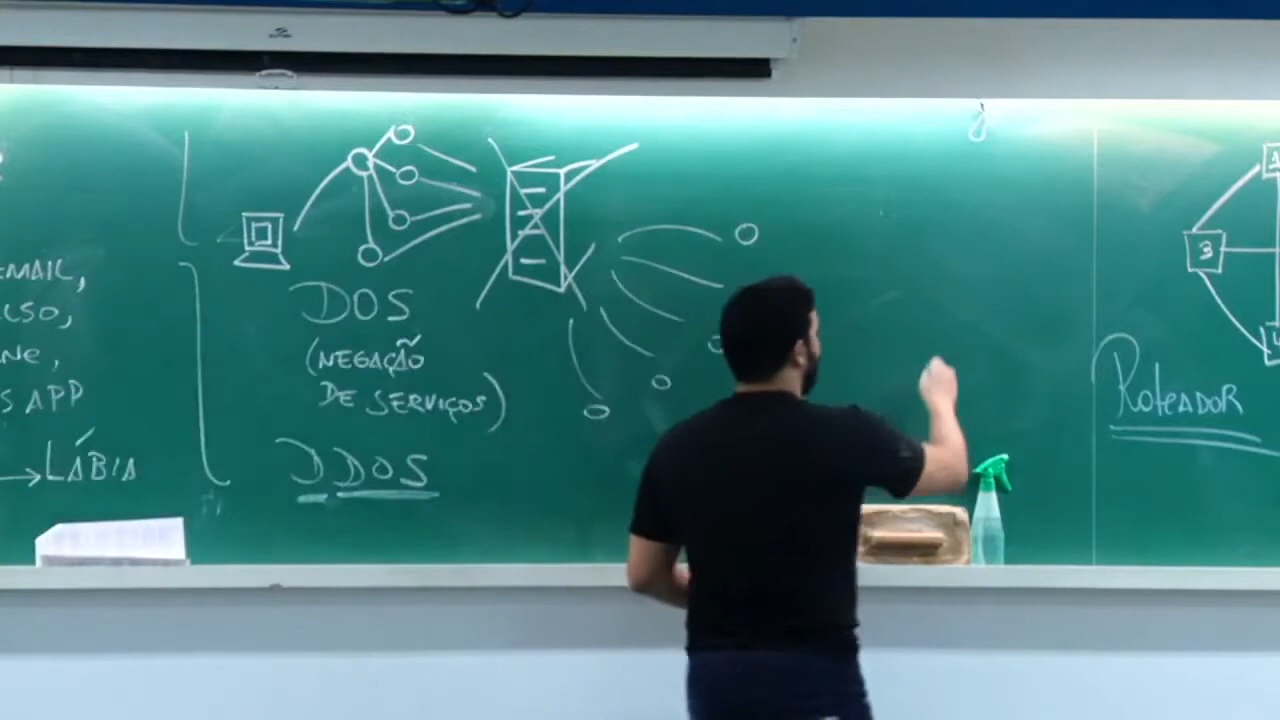 EMAIL,
LSO,
NE,
S APP
→LÁBIA
DOS
(NEGAÇÃO
DE SERVIÇOS)
DDOS
3
ROTEADOR